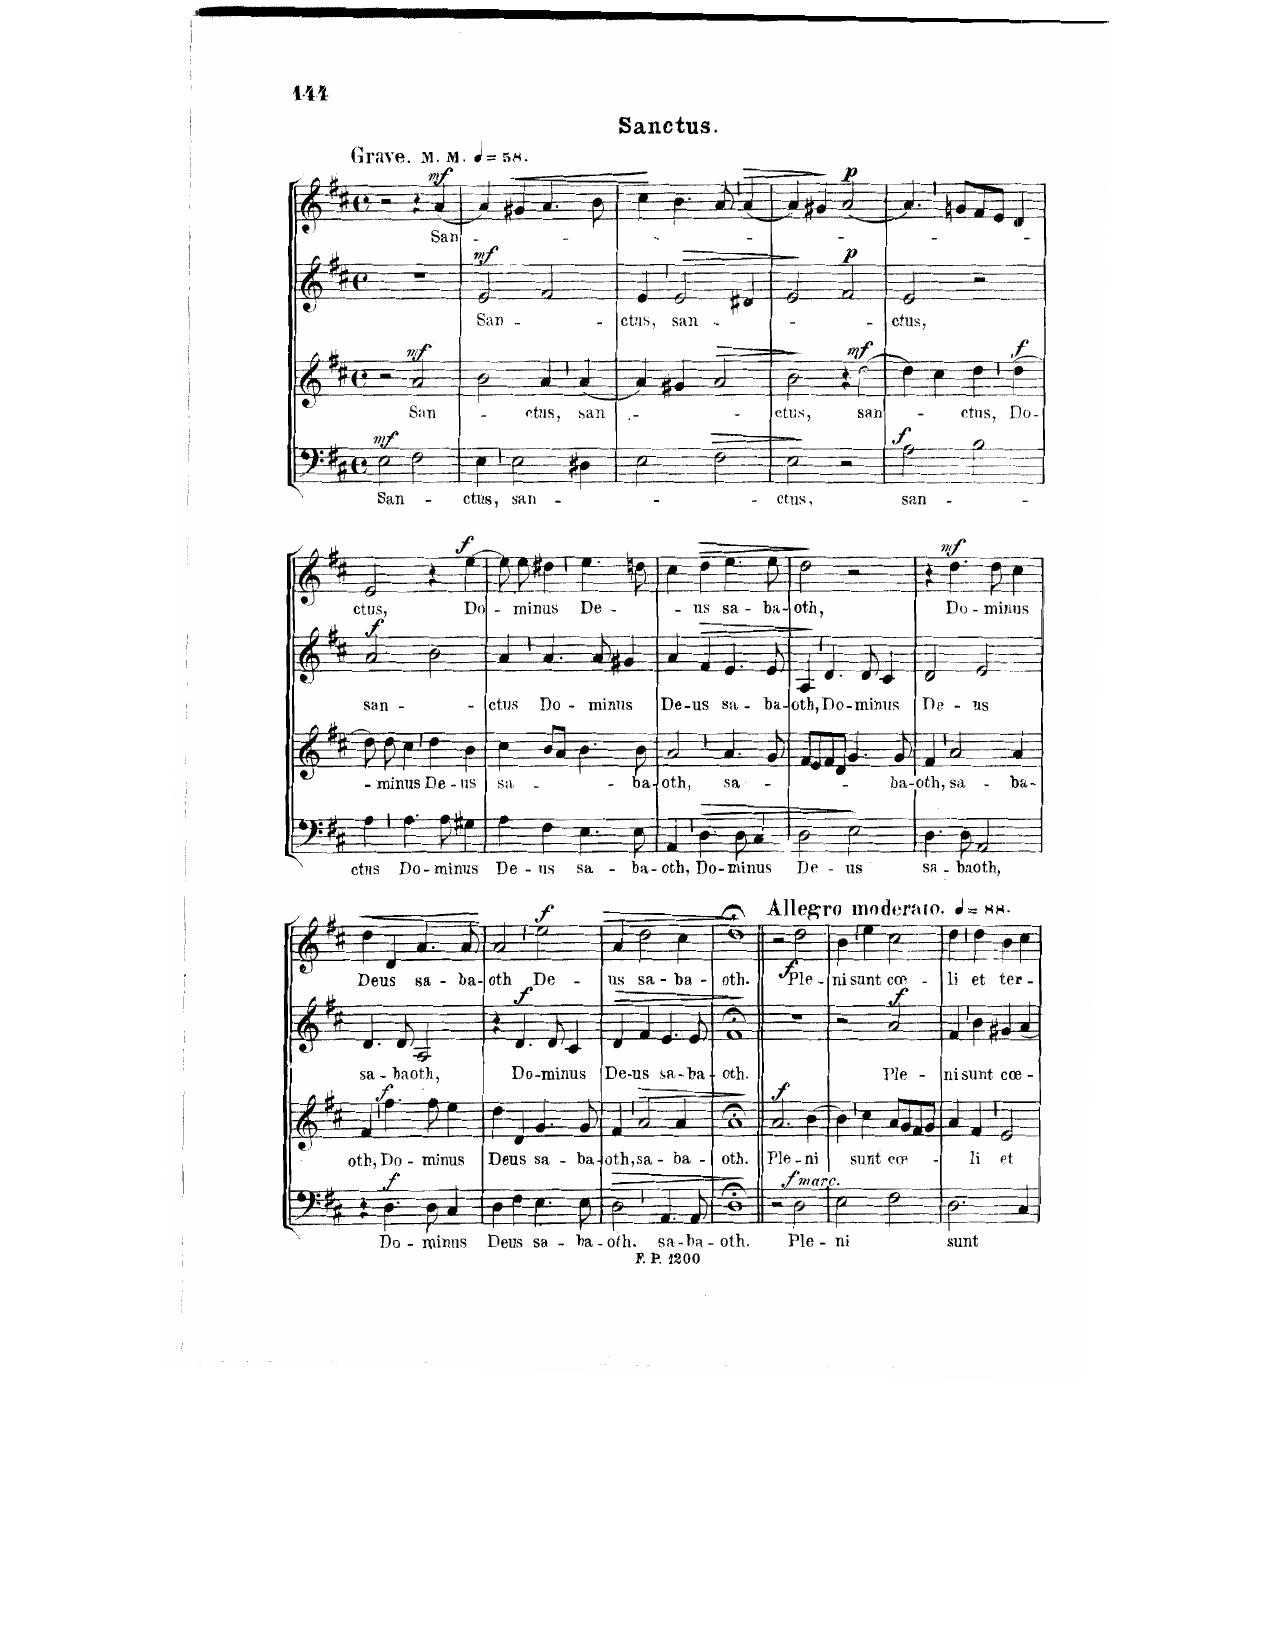 144
Sanctus.
Grave. M. M. ♩= 58.
mf p
San - - - - - - - -
mf p
San - - ctus, san - - - ctus,
mf mf f
San - ctus, san - - ctus, san - ctus, Do-
mf f
San - ctus, san - - - ctus, san - -
f mf
ctus, Do - minus De - - us sa - ba- oth, Do - minus
f
san - - ctus Do - minus De-us sa - ba- oth, Do-minus De - us
- minus De - us sa - - - ba- oth, sa - - - ba- oth, sa - ba-
ctus Do - minus De - us sa - ba- oth, Do - minus De - us sa - baoth,
Allegro moderato. ♩= 88.
f f
Deus sa - ba- oth De - us sa - ba - oth. Ple - ni sunt cœ - li et ter -
f f
sa - baoth, Do-minus De-us sa - ba - oth. Ple - ni sunt cœ -
f f
oth, Do - minus Deus sa - ba- oth, sa - ba - oth. Ple - ni sunt cœ - li et
f f marc.
Do - minus Deus sa - ba - oth. sa - ba - oth. Ple - ni sunt
F. P. 1200